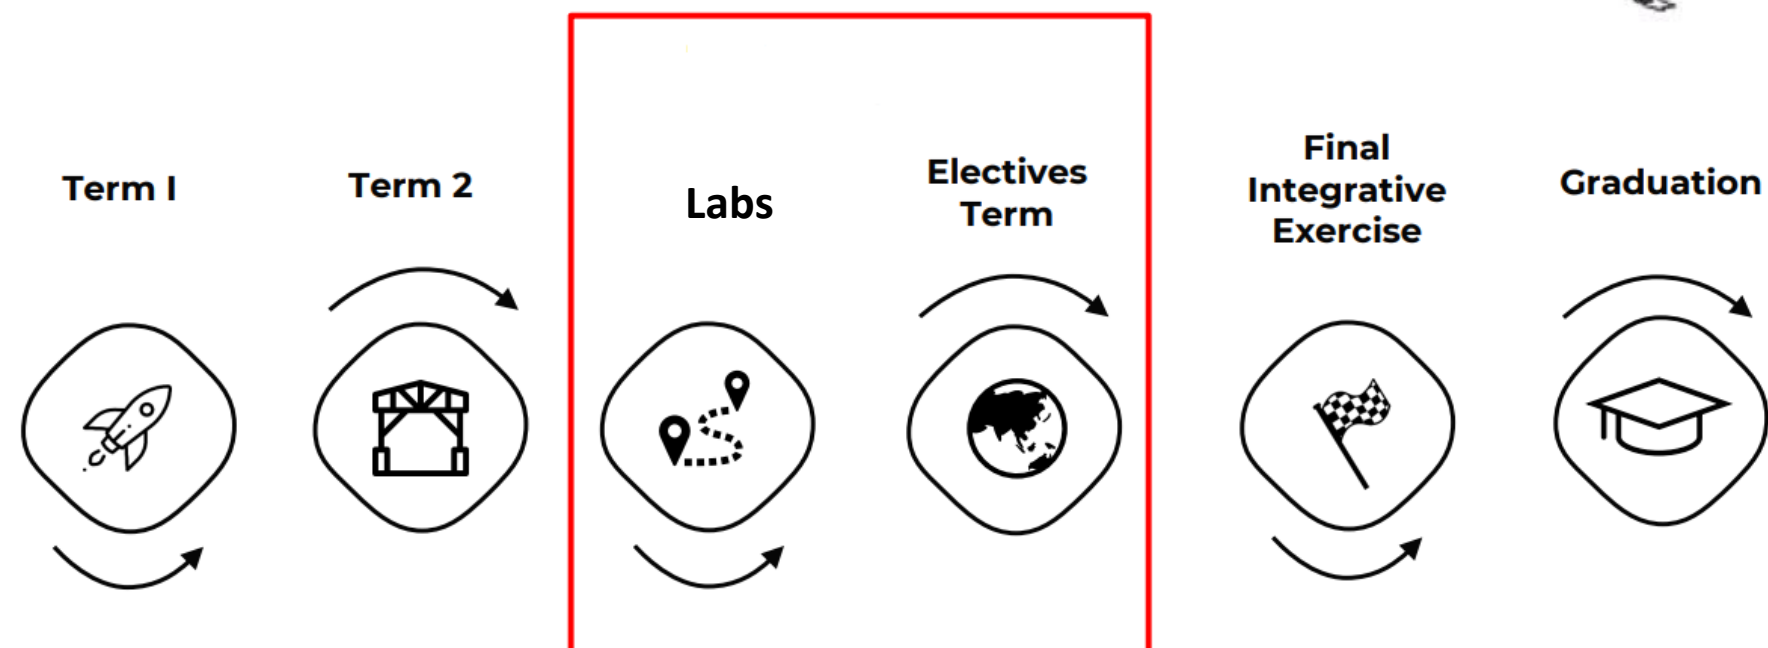 Term I
Term 2
Labs
Electives
Term
Final
Integrative
Exercise
Graduation